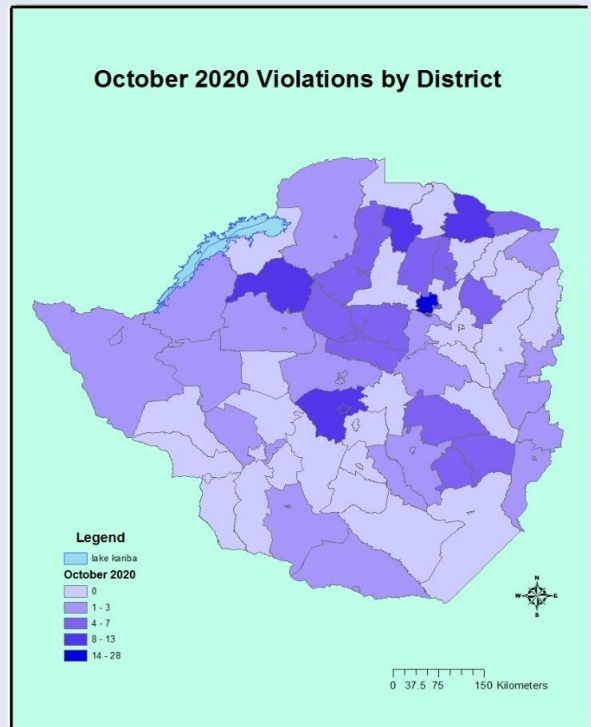 October 2020 Violations by District
Legend
lake kariba
October 2020
0
1 - 3
4 - 7
8 - 13
14 - 28
N
W E
S
0 37.5 75 150 Kilometers